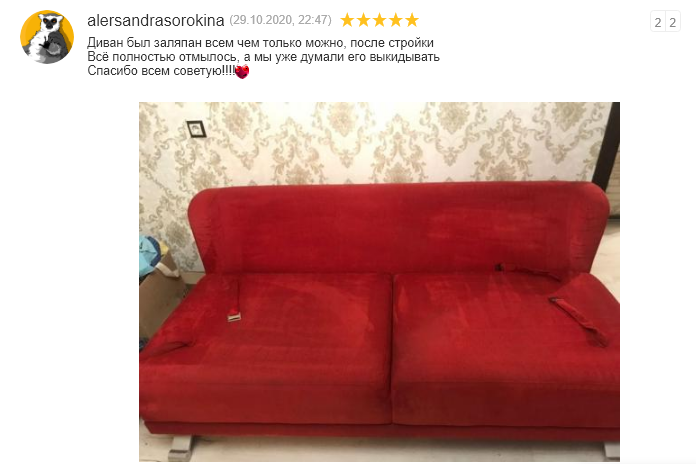 alersandrasorokina (29.10.2020, 22:47)
2 2
Диван был заляпан всем чем только можно, после стройки
Всё полностью отмылось, а мы уже думали его выкидывать
Спасибо всем советую!!!!